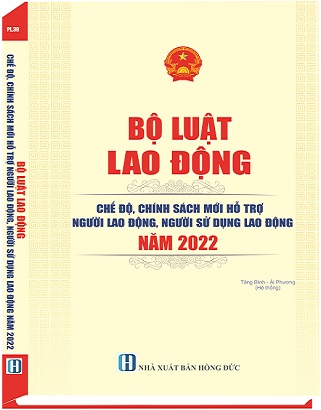 PL38
BỘ LUẬT LAO ĐỘNG
CHẾ ĐỘ, CHÍNH SÁCH MỚI HỖ TRỢ NGƯỜI LAO ĐỘNG, NGƯỜI SỬ DỤNG LAO ĐỘNG NĂM 2022
BỘ LUẬT
LAO ĐỘNG
CHẾ ĐỘ, CHÍNH SÁCH MỚI HỖ TRỢ
NGƯỜI LAO ĐỘNG, NGƯỜI SỬ DỤNG LAO ĐỘNG
NĂM 2022
Tăng Bình - Ái Phương
(Hệ thống)
H
NHÀ XUẤT BẢN HỒNG ĐỨC